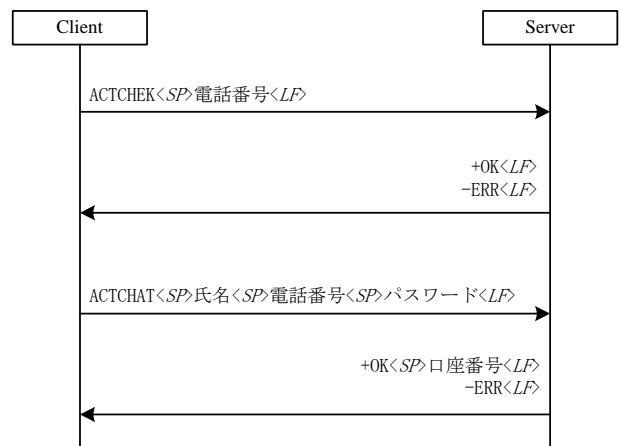 Client
Server
ACTCHEK<SP>電話番号<LF>
+OK<LF>
-ERR<LF>
ACTCHAT<SP>氏名<SP>電話番号<SP>パスワード<LF>
+OK<SP>口座番号<LF>
-ERR<LF>